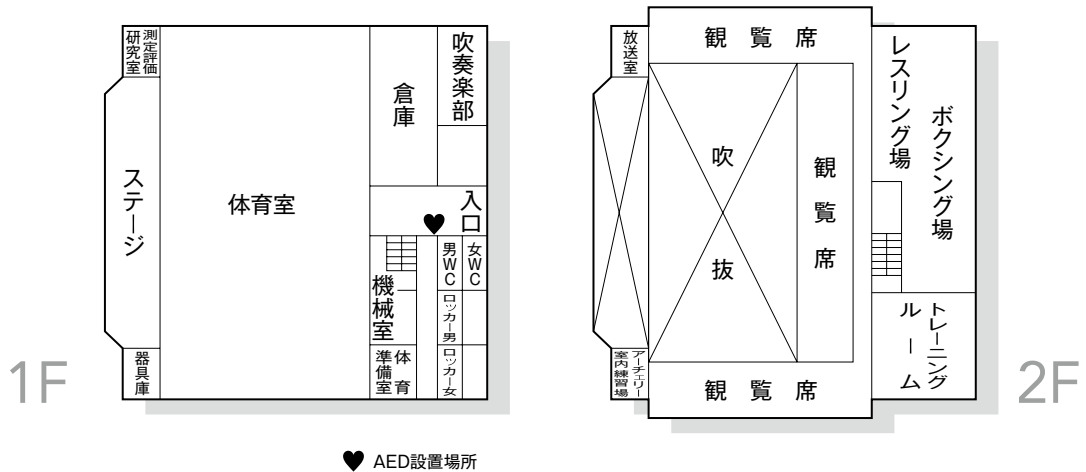 1F
測定評価
研究室
ステージ
器具庫
体育室
倉庫
吹奏楽部
入口
男WC
女WC
機械室
ロッカー男
ロッカー女
体育
準備室
2F
放送室
観覧席
吹抜
観覧席
観覧席
レスリング場
ボクシング場
トレーニング
ルーム
アーチェリー
室内練習場
♥ AED設置場所